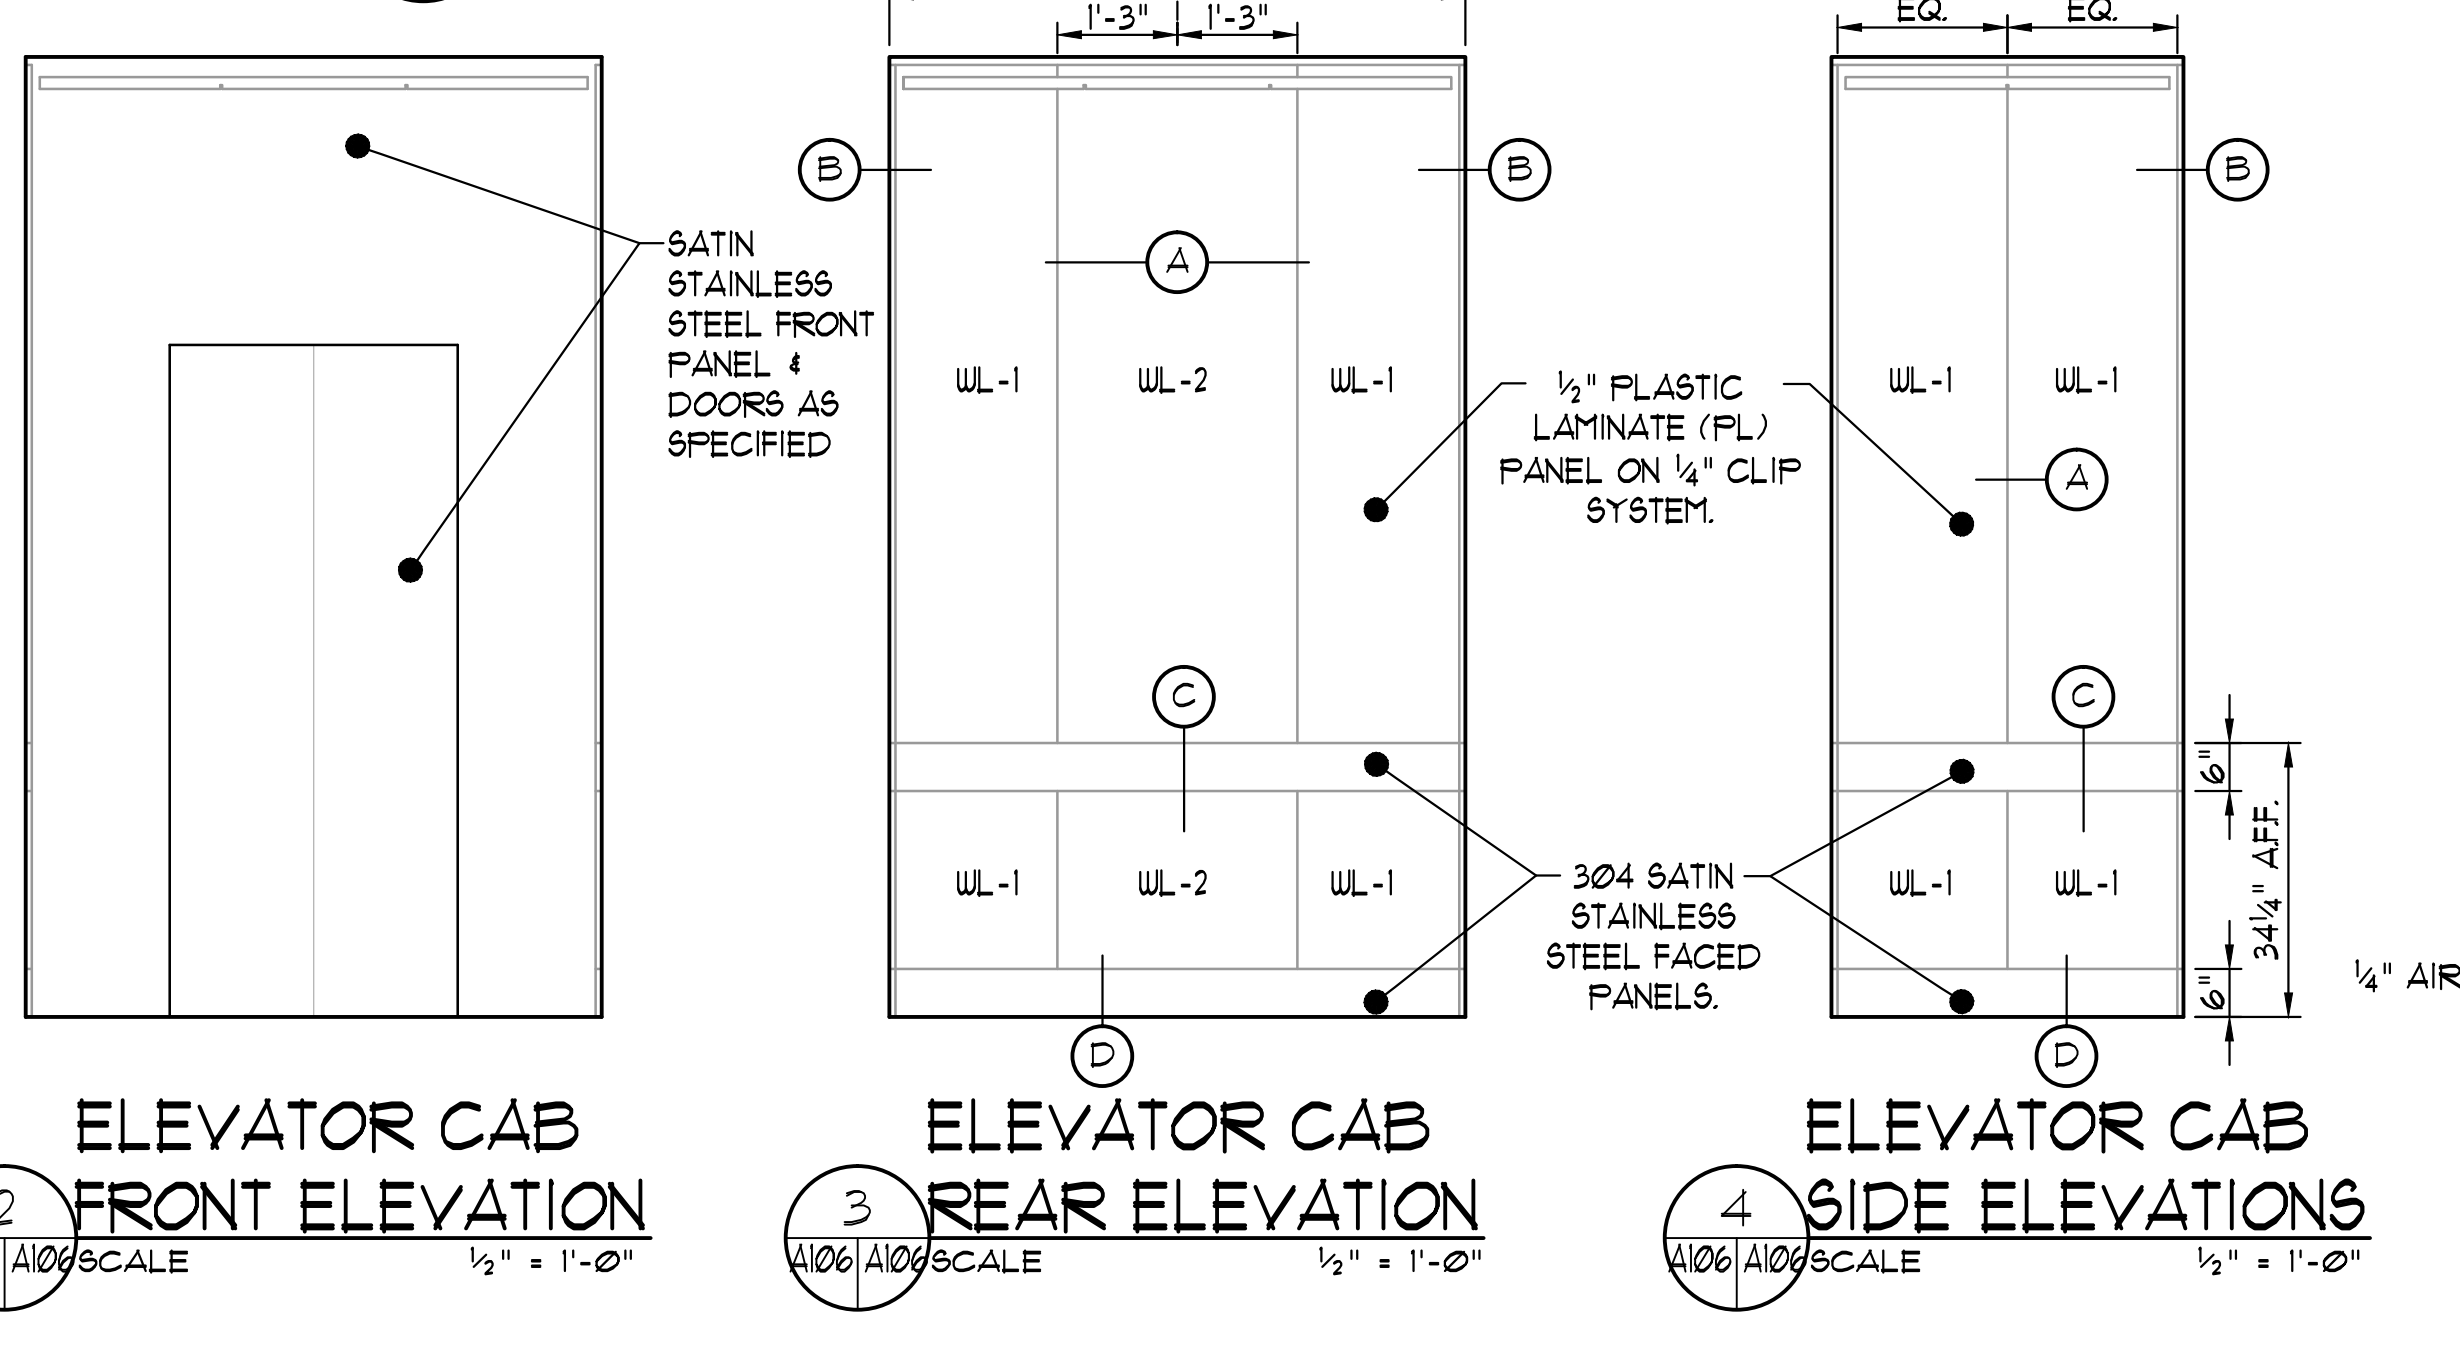 1'-3" 1'-3"
EQ. EQ.
B
B
B
A
SATIN
STAINLESS
STEEL FRONT
PANEL &
DOORS AS
SPECIFIED
WL-1 WL-2 WL-1
½" PLASTIC
LAMINATE (PL)
PANEL ON ¼" CLIP
SYSTEM.
WL-1 WL-1
A
C
C
6"
34¼" A.F.F.
WL-1 WL-2 WL-1
304 SATIN
STAINLESS
STEEL FACED
PANELS.
WL-1 WL-1
6"
¼" AIR
D
D
ELEVATOR CAB
FRONT ELEVATION
2
A106
SCALE ½" = 1'-0"
ELEVATOR CAB
REAR ELEVATION
3
A106 A106
SCALE ½" = 1'-0"
ELEVATOR CAB
SIDE ELEVATIONS
4
A106 A106
SCALE ½" = 1'-0"